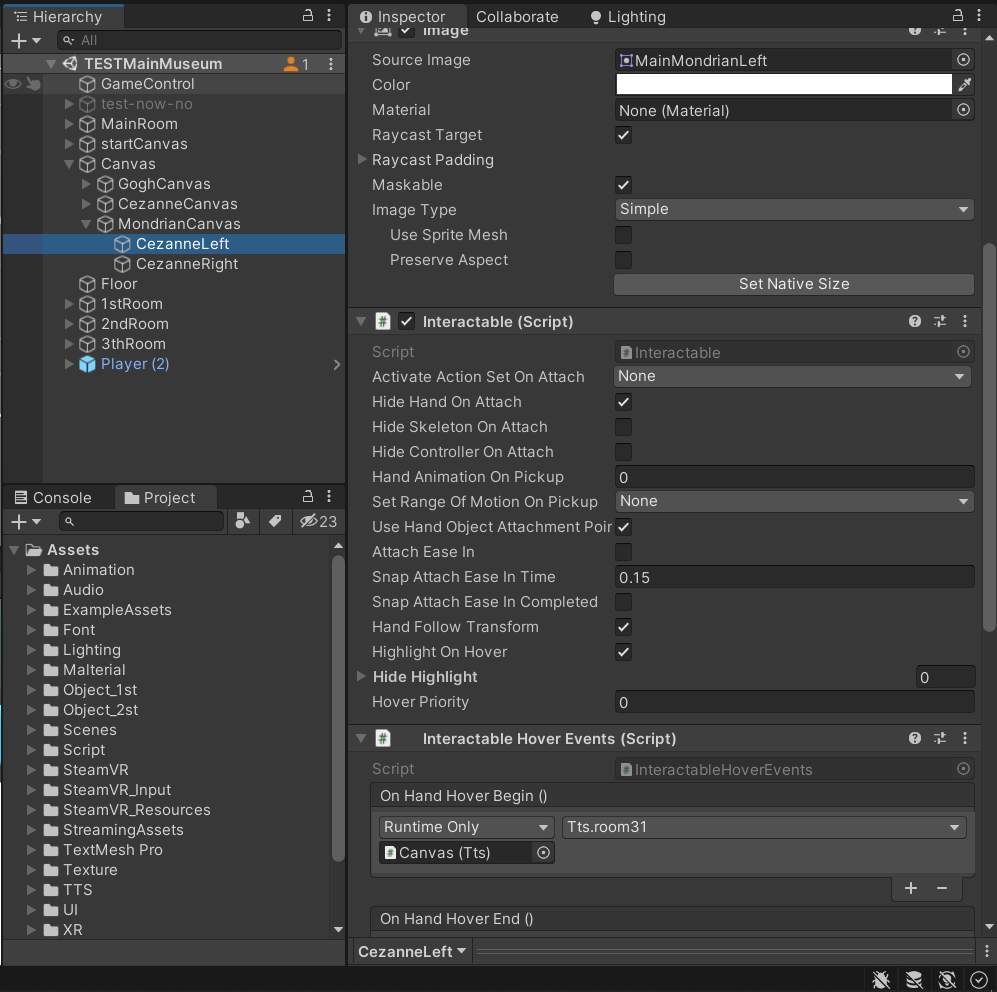 Hierarchy
All
TESTMainMuseum 1
GameControl
test-now-no
MainRoom
startCanvas
Canvas
GoghCanvas
CezanneCanvas
MondrianCanvas
CezanneLeft
CezanneRight
Floor
1stRoom
2ndRoom
3thRoom
Player (2)
Console Project
23
Assets
Animation
Audio
ExampleAssets
Font
Lighting
Malterial
Object_1st
Object_2st
Scenes
Script
SteamVR
SteamVR_Input
SteamVR_Resources
StreamingAssets
TextMesh Pro
Texture
TTS
UI
XR
Inspector Collaborate Lighting
Image
Source Image MainMondrianLeft
Color
Material None (Material)
Raycast Target
Raycast Padding
Maskable
Image Type Simple
Use Sprite Mesh
Preserve Aspect
Set Native Size
# Interactable (Script)
Script # Interactable
Activate Action Set On Attach None
Hide Hand On Attach
Hide Skeleton On Attach
Hide Controller On Attach
Hand Animation On Pickup 0
Set Range Of Motion On Pickup None
Use Hand Object Attachment Poir
Attach Ease In
Snap Attach Ease In Time 0.15
Snap Attach Ease In Completed
Hand Follow Transform
Highlight On Hover
Hide Highlight 0
Hover Priority 0
# Interactable Hover Events (Script)
Script # InteractableHoverEvents
On Hand Hover Begin ()
Runtime Only Tts.room31
# Canvas (Tts)
+ −
On Hand Hover End ()
CezanneLeft